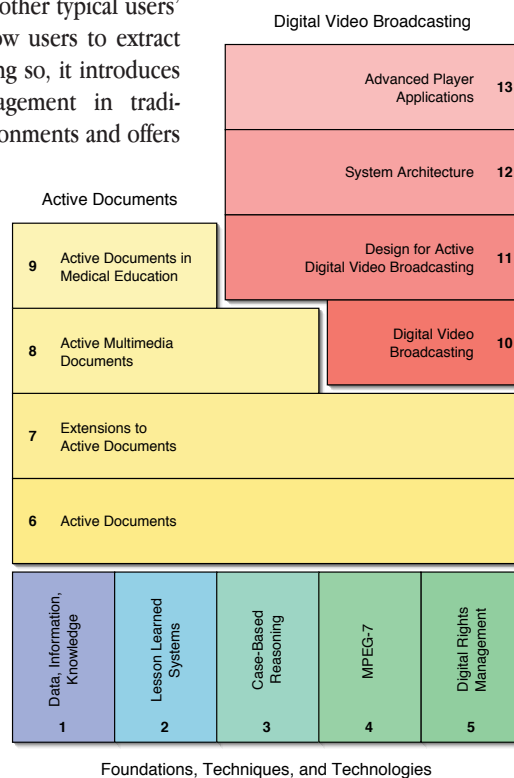 other typical users'
ow users to extract
ng so, it introduces
agement in tradi-
onments and offers
Digital Video Broadcasting
Advanced Player
Applications
13
System Architecture 12
Design for Active
Digital Video Broadcasting
11
Digital Video
Broadcasting
10
Active Documents
9
Active Documents in
Medical Education
8
Active Multimedia
Documents
7
Extensions to
Active Documents
6 Active Documents
Data, Information,
Knowledge
1
Lesson Learned
Systems
2
Case-Based
Reasoning
3
MPEG-7
4
Digital Rights
Management
5
Foundations, Techniques, and Technologies